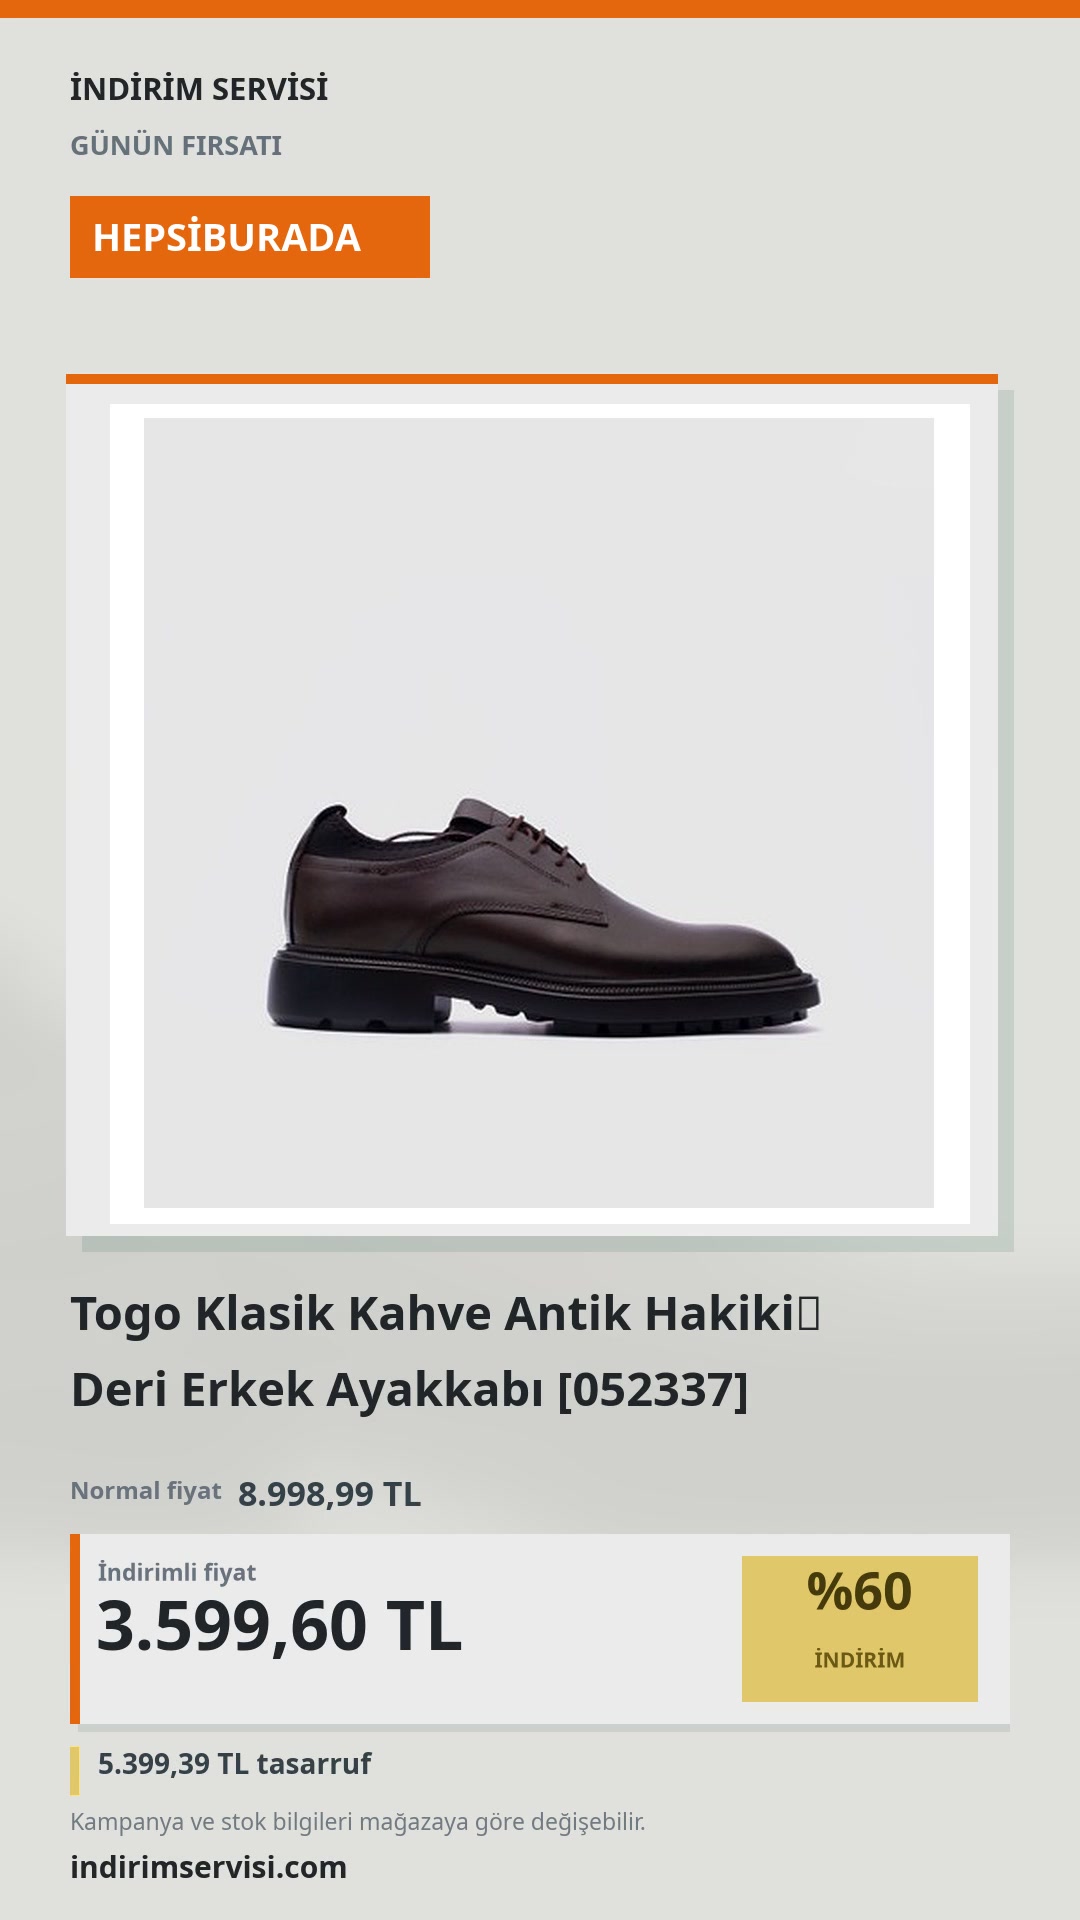 İNDİRİM SERVİSİ
GÜNÜN FIRSATI
HEPSİBURADA
Togo Klasik Kahve Antik Hakiki
Deri Erkek Ayakkabı [052337]
Normal fiyat 8.998,99 TL
İndirimli fiyat
3.599,60 TL
%60
İNDİRİM
5.399,39 TL tasarruf
Kampanya ve stok bilgileri mağazaya göre değişebilir.
indirimservisi.com